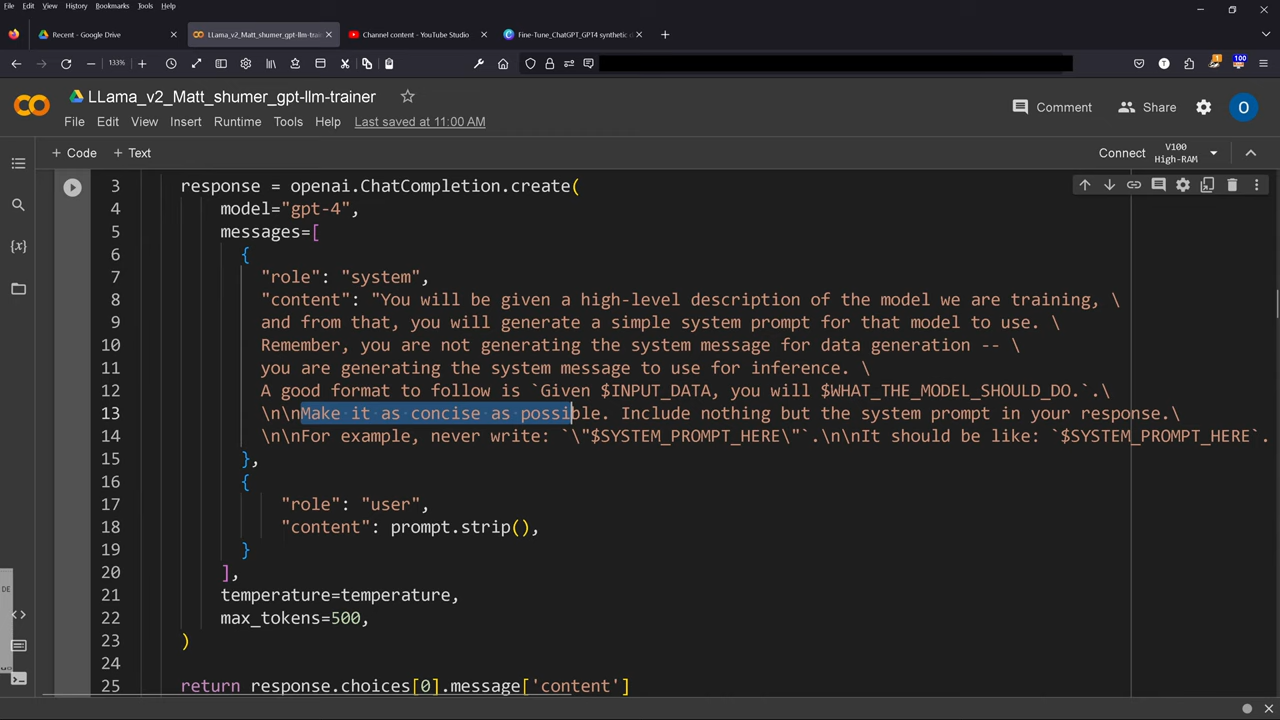 File Edit View History Bookmarks Tools Help
Recent - Google Drive
LLama_v2_Matt_shumer_gpt-llm-train
Channel content - YouTube Studio
Fine-Tune_ChatGPT_GPT4 synthetic d
133%
100
LLama_v2_Matt_shumer_gpt-llm-trainer
Comment Share O
File Edit View Insert Runtime Tools Help Last saved at 11:00 AM
+ Code + Text
Connect
V100
High-RAM
3 response = openai.ChatCompletion.create(
4 model="gpt-4",
5 messages=[
6 {
7 "role": "system",
8 "content": "You will be given a high-level description of the model we are training, \
9 and from that, you will generate a simple system prompt for that model to use. \
10 Remember, you are not generating the system message for data generation -- \
11 you are generating the system message to use for inference. \
12 A good format to follow is `Given $INPUT_DATA, you will $WHAT_THE_MODEL_SHOULD_DO.`.\
13 \n\nMake it as concise as possible. Include nothing but the system prompt in your response.\
14 \n\nFor example, never write: `\"$SYSTEM_PROMPT_HERE\"`.\n\nIt should be like: `$SYSTEM_PROMPT_HERE`.
15 },
16 {
17 "role": "user",
18 "content": prompt.strip(),
19 }
20 ],
21 temperature=temperature,
22 max_tokens=500,
23 )
24
25 return response.choices[0].message['content']
{x}
DE